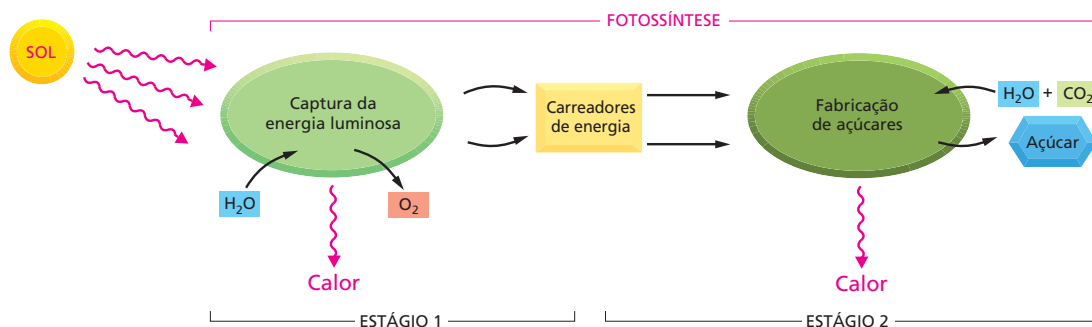 FOTOSSÍNTESE
SOL
Captura da
energia luminosa
H₂O
O₂
Calor
Carreadores
de energia
Fabricação
de açúcares
H₂O + CO₂
Açúcar
Calor
ESTÁGIO 1
ESTÁGIO 2